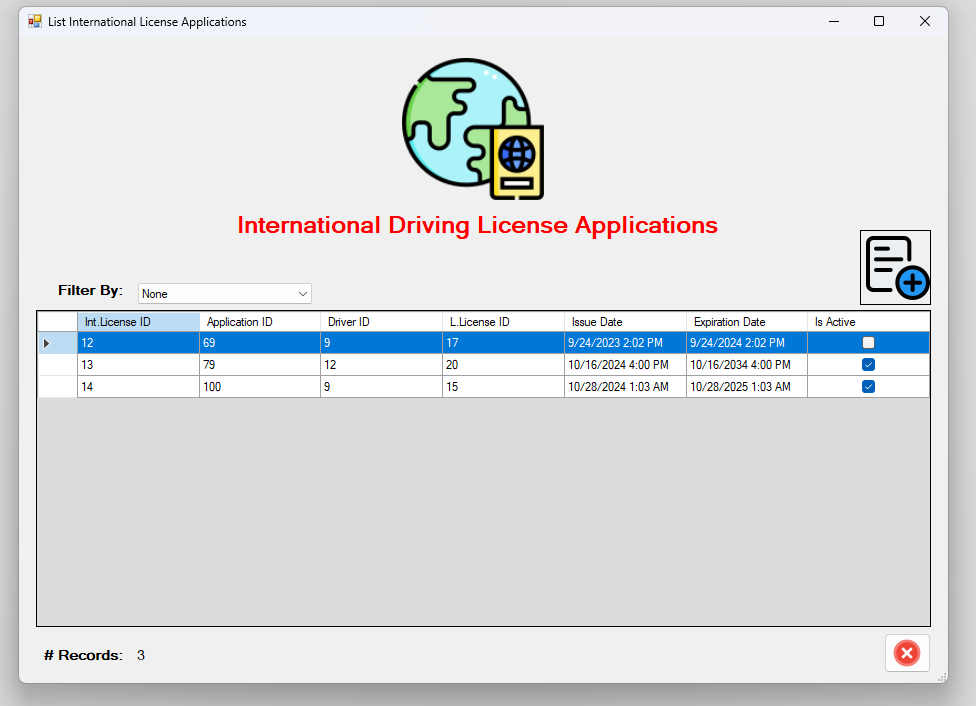 List International License Applications
International Driving License Applications
Filter By: None
Int.License ID Application ID Driver ID L.License ID Issue Date Expiration Date Is Active
12 69 9 17 9/24/2023 2:02 PM 9/24/2024 2:02 PM
13 79 12 20 10/16/2024 4:00 PM 10/16/2034 4:00 PM
14 100 9 15 10/28/2024 1:03 AM 10/28/2025 1:03 AM
# Records: 3